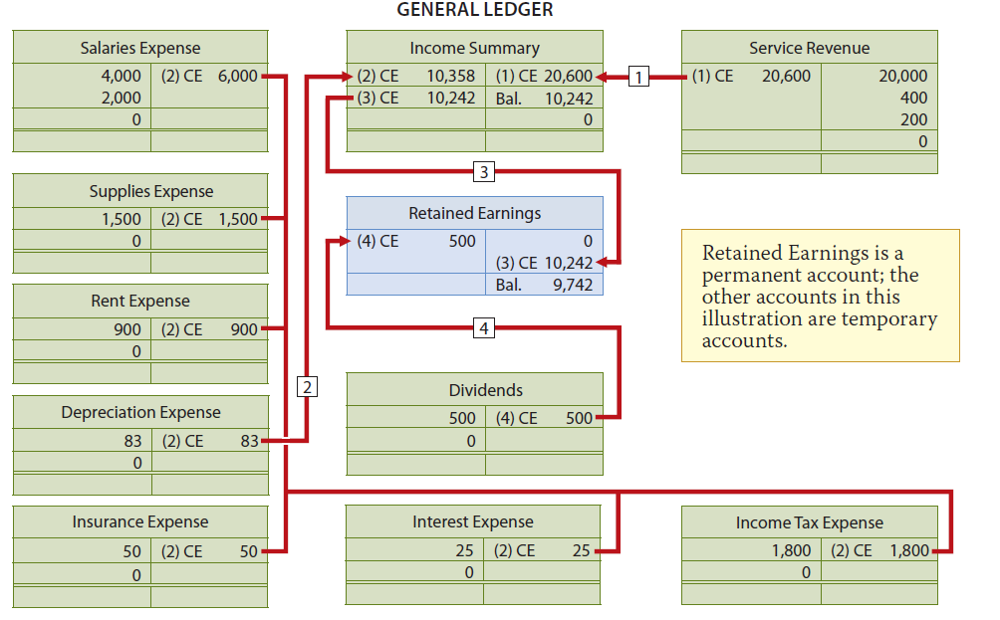 GENERAL LEDGER
Salaries Expense
4,000 (2) CE 6,000
2,000
0
Supplies Expense
1,500 (2) CE 1,500
0
Rent Expense
900 (2) CE 900
0
Depreciation Expense
83 (2) CE 83
0
Insurance Expense
50 (2) CE 50
0
2
Income Summary
(2) CE 10,358 (1) CE 20,600
(3) CE 10,242 Bal. 10,242
0
1
Service Revenue
(1) CE 20,600 20,000
400
200
0
3
Retained Earnings
(4) CE 500 0
(3) CE 10,242
Bal. 9,742
4
Dividends
500 (4) CE 500
0
Retained Earnings is a
permanent account; the
other accounts in this
illustration are temporary
accounts.
Interest Expense
25 (2) CE 25
0
Income Tax Expense
1,800 (2) CE 1,800
0